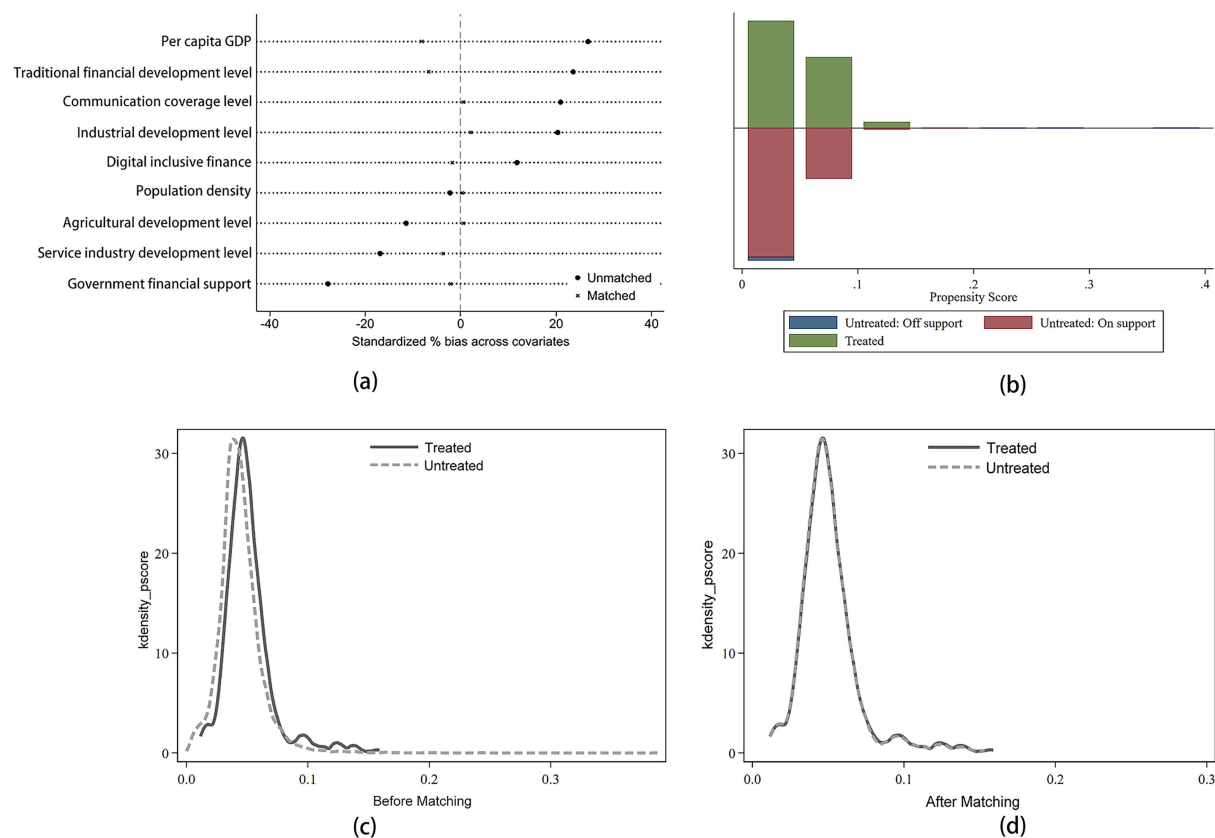 Per capita GDP
Traditional financial development level
Communication coverage level
Industrial development level
Digital inclusive finance
Population density
Agricultural development level
Service industry development level
Government financial support
Unmatched
Matched
-40 -20 0 20 40
Standardized % bias across covariates
(a)
0 .1 .2 .3 .4
Propensity Score
Untreated: Off support Untreated: On support
Treated
(b)
Treated
Untreated
30
20
10
0
kdensity_pscore
0.0 0.1 0.2 0.3
Before Matching
(c)
Treated
Untreated
30
20
10
0
kdensity_pscore
0.0 0.1 0.2 0.3
After Matching
(d)